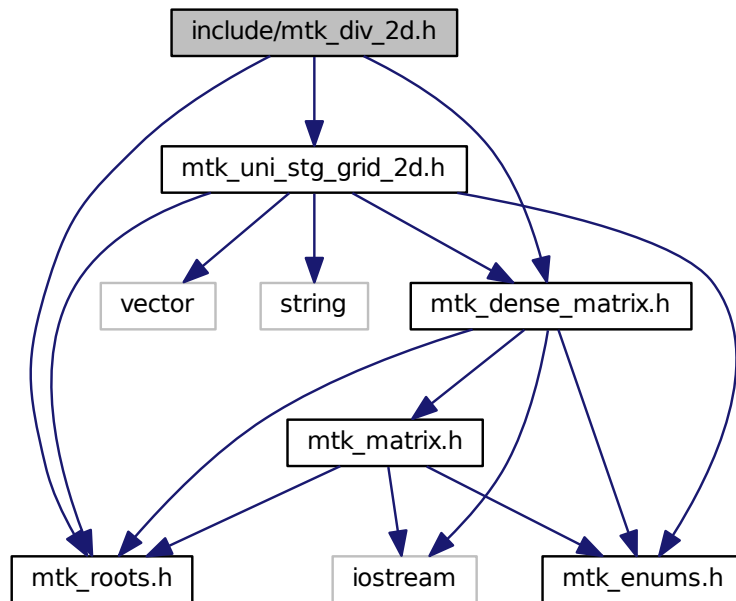 include/mtk_div_2d.h
mtk_uni_stg_grid_2d.h
vector
string
mtk_dense_matrix.h
mtk_matrix.h
mtk_roots.h
iostream
mtk_enums.h